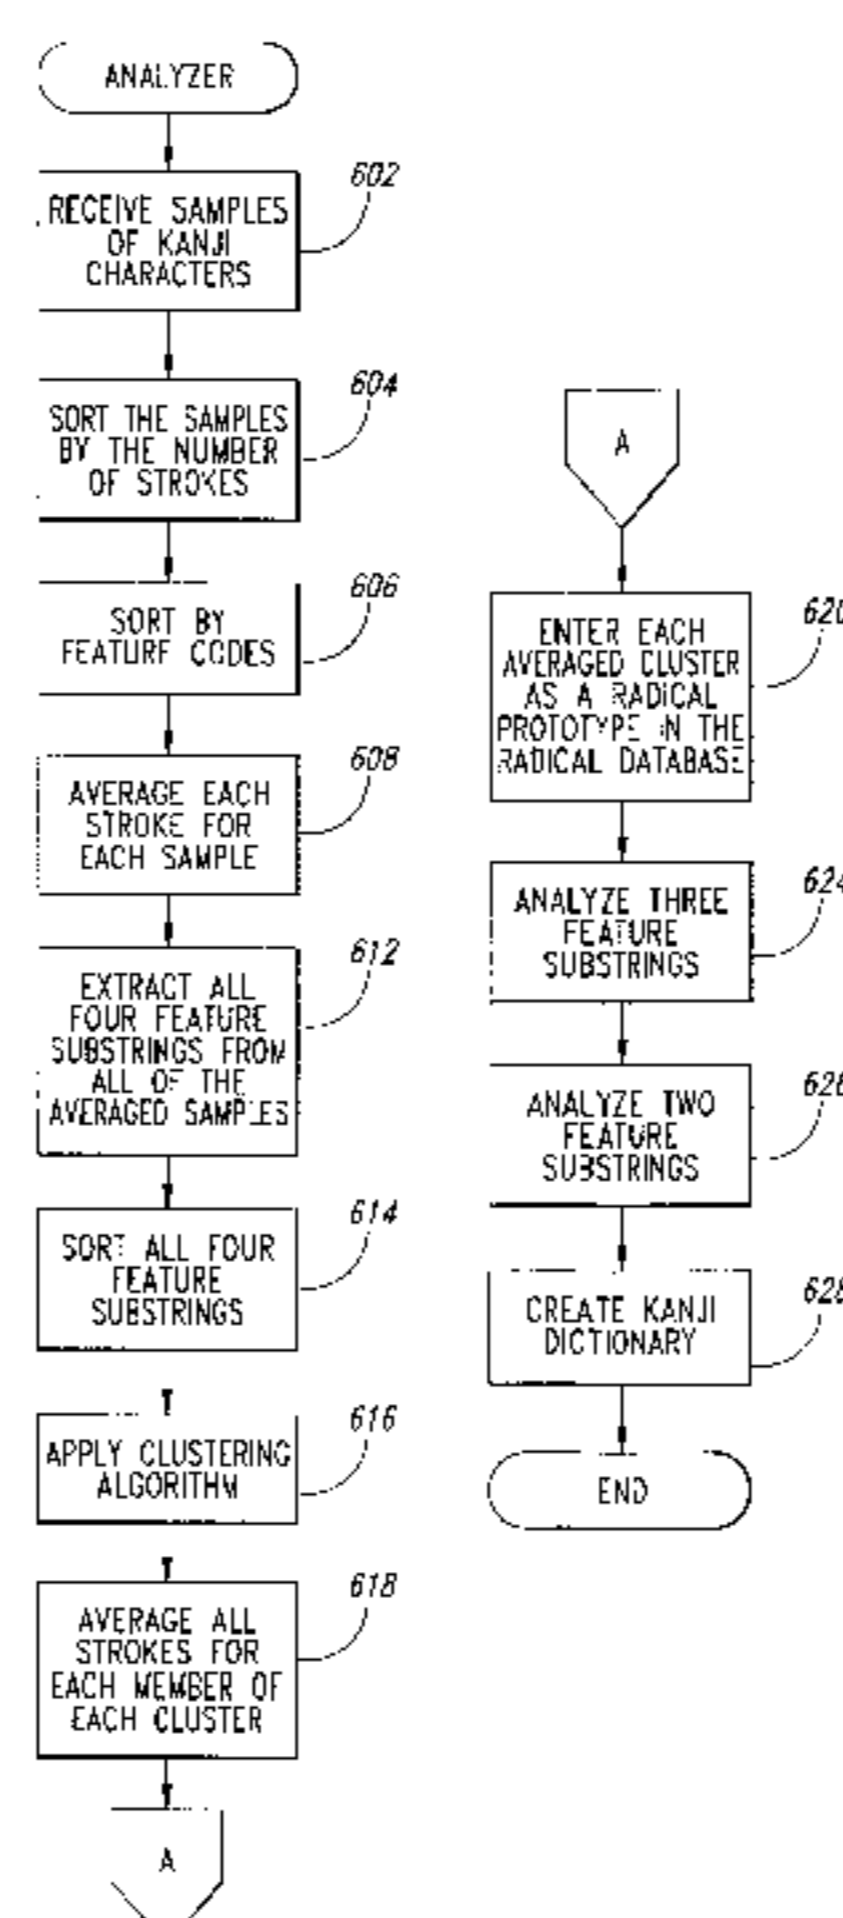 ANALYZER
602
RECEIVE SAMPLES
OF KANJI
CHARACTERS
604
SORT THE SAMPLES
BY THE NUMBER
OF STROKES
606
SORT BY
FEATURE CODES
608
AVERAGE EACH
STROKE FOR
EACH SAMPLE
612
EXTRACT ALL
FOUR FEATURE
SUBSTRINGS FROM
ALL OF THE
AVERAGED SAMPLES
614
SORT ALL FOUR
FEATURE
SUBSTRINGS
616
APPLY CLUSTERING
ALGORITHM
618
AVERAGE ALL
STROKES FOR
EACH MEMBER OF
EACH CLUSTER
A
A
620
ENTER EACH
AVERAGED CLUSTER
AS A RADICAL
PROTOTYPE IN THE
RADICAL DATABASE
624
ANALYZE THREE
FEATURE
SUBSTRINGS
626
ANALYZE TWO
FEATURE
SUBSTRINGS
628
CREATE KANJI
DICTIONARY
END